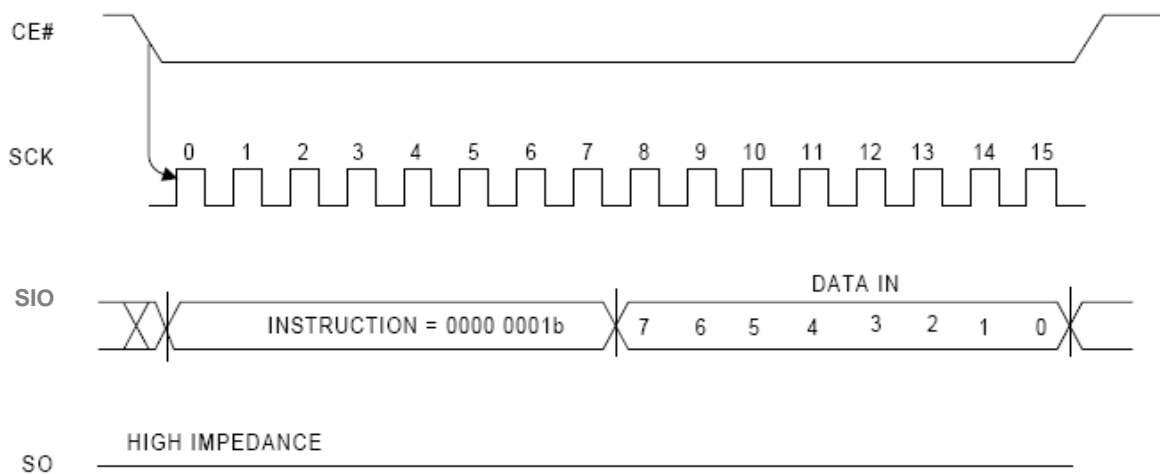 CE#
SCK 0 1 2 3 4 5 6 7 8 9 10 11 12 13 14 15
DATA IN
SIO INSTRUCTION = 0000 0001b 7 6 5 4 3 2 1 0
HIGH IMPEDANCE
SO